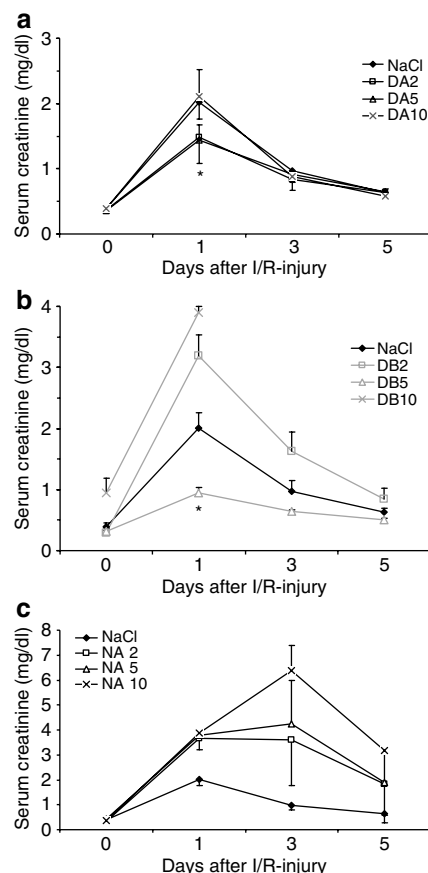 a
Serum creatinine (mg/dl)
3
2
1
0
NaCl
DA2
DA5
DA10
*
0 1 3 5
Days after I/R-injury
b
Serum creatinine (mg/dl)
4
3
2
1
0
NaCl
DB2
DB5
DB10
*
0 1 3 5
Days after I/R-injury
c
Serum creatinine (mg/dl)
8
7
6
5
4
3
2
1
0
NaCl
NA 2
NA 5
NA 10
0 1 3 5
Days after I/R-injury